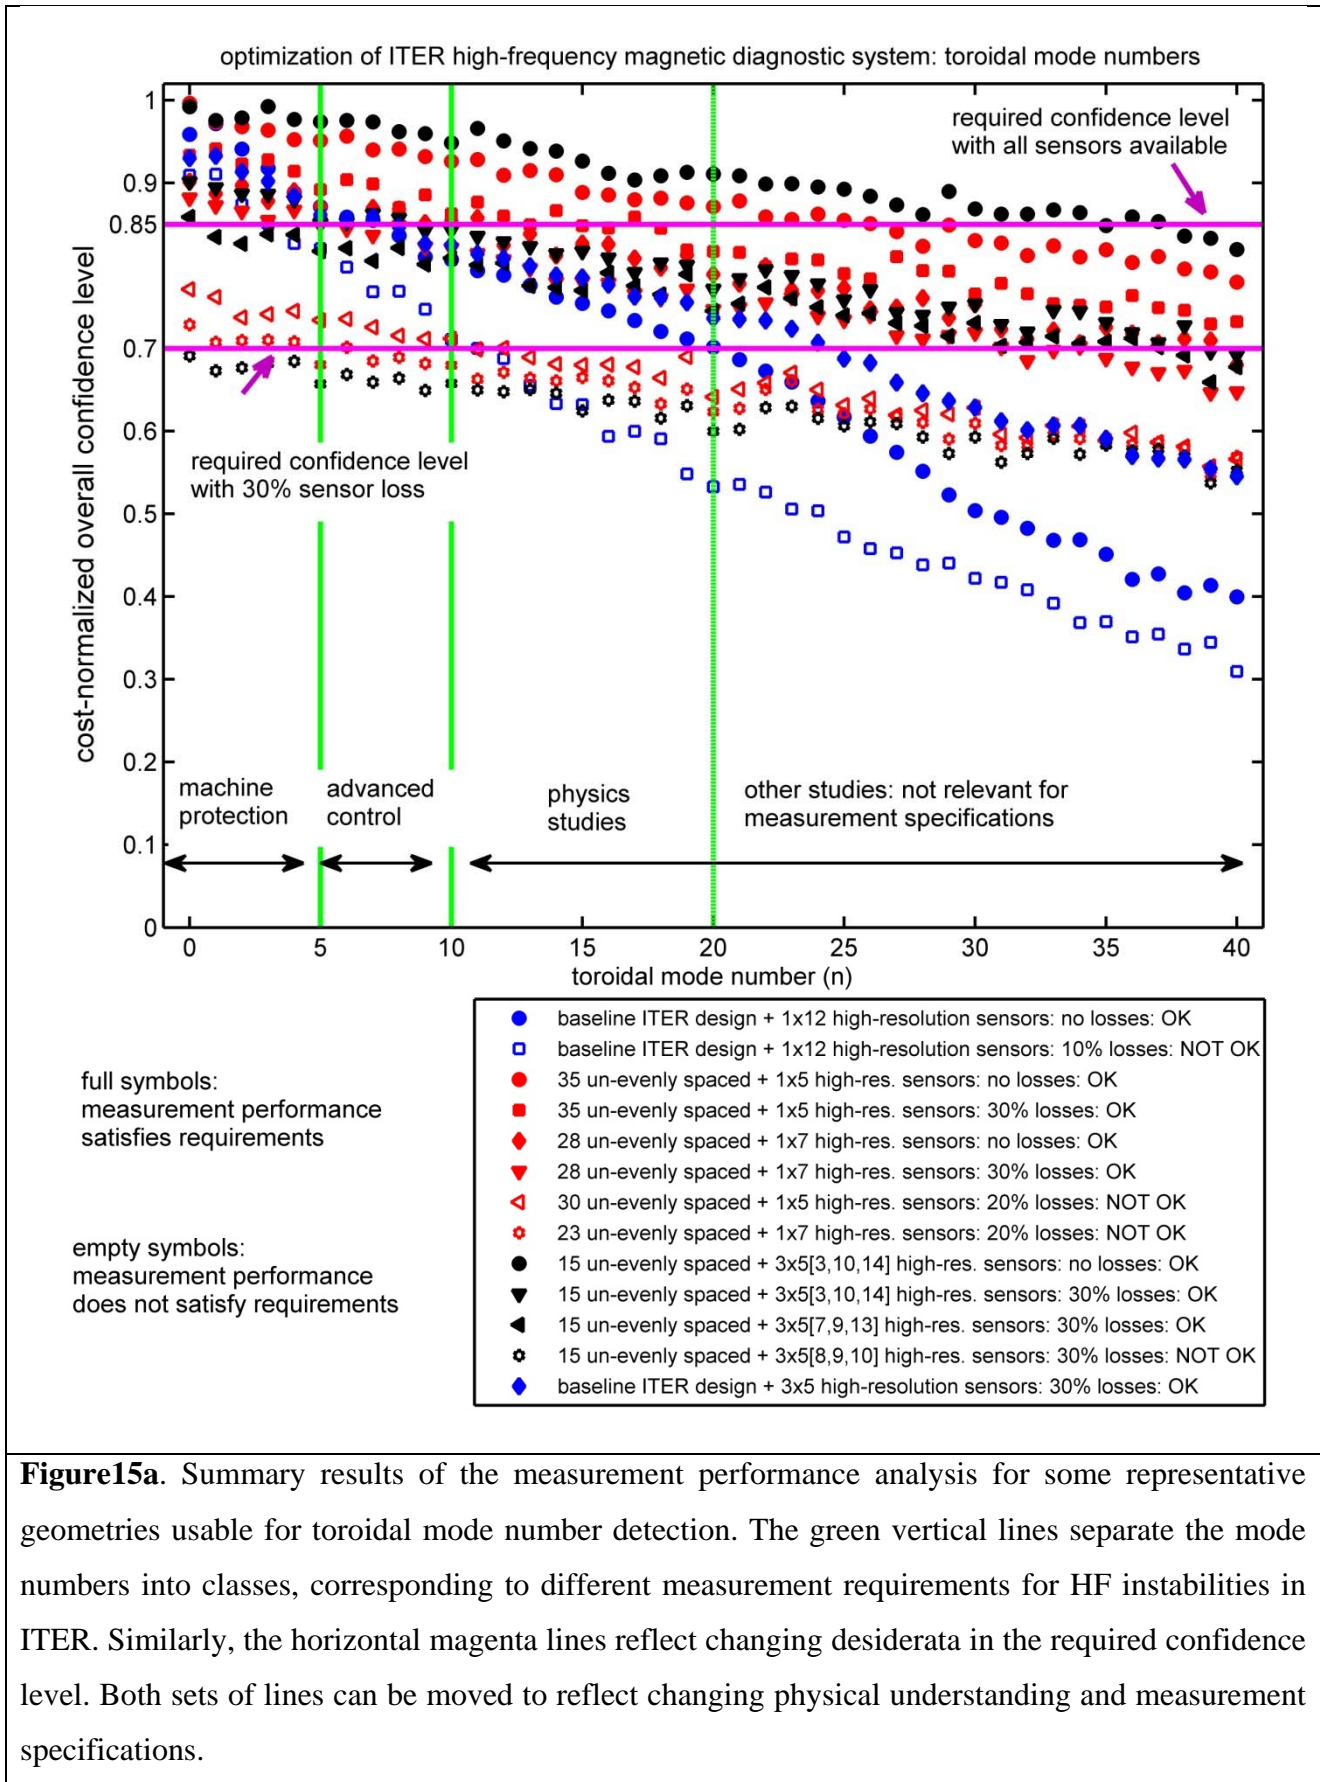 optimization of ITER high-frequency magnetic diagnostic system: toroidal mode numbers
1
0.9
0.85
0.8
0.7
0.6
0.5
0.4
0.3
0.2
0.1
0
cost-normalized overall confidence level
required confidence level
with all sensors available
required confidence level
with 30% sensor loss
machine
protection
advanced
control
physics
studies
other studies: not relevant for
measurement specifications
0 5 10 15 20 25 30 35 40
toroidal mode number (n)
full symbols:
measurement performance
satisfies requirements
empty symbols:
measurement performance
does not satisfy requirements
baseline ITER design + 1x12 high-resolution sensors: no losses: OK
baseline ITER design + 1x12 high-resolution sensors: 10% losses: NOT OK
35 un-evenly spaced + 1x5 high-res. sensors: no losses: OK
35 un-evenly spaced + 1x5 high-res. sensors: 30% losses: OK
28 un-evenly spaced + 1x7 high-res. sensors: no losses: OK
28 un-evenly spaced + 1x7 high-res. sensors: 30% losses: OK
30 un-evenly spaced + 1x5 high-res. sensors: 20% losses: NOT OK
23 un-evenly spaced + 1x7 high-res. sensors: 20% losses: NOT OK
15 un-evenly spaced + 3x5[3,10,14] high-res. sensors: no losses: OK
15 un-evenly spaced + 3x5[3,10,14] high-res. sensors: 30% losses: OK
15 un-evenly spaced + 3x5[7,9,13] high-res. sensors: 30% losses: OK
15 un-evenly spaced + 3x5[8,9,10] high-res. sensors: 30% losses: NOT OK
baseline ITER design + 3x5 high-resolution sensors: 30% losses: OK
Figure15a. Summary results of the measurement performance analysis for some representative
geometries usable for toroidal mode number detection. The green vertical lines separate the mode
numbers into classes, corresponding to different measurement requirements for HF instabilities in
ITER. Similarly, the horizontal magenta lines reflect changing desiderata in the required confidence
level. Both sets of lines can be moved to reflect changing physical understanding and measurement
specifications.